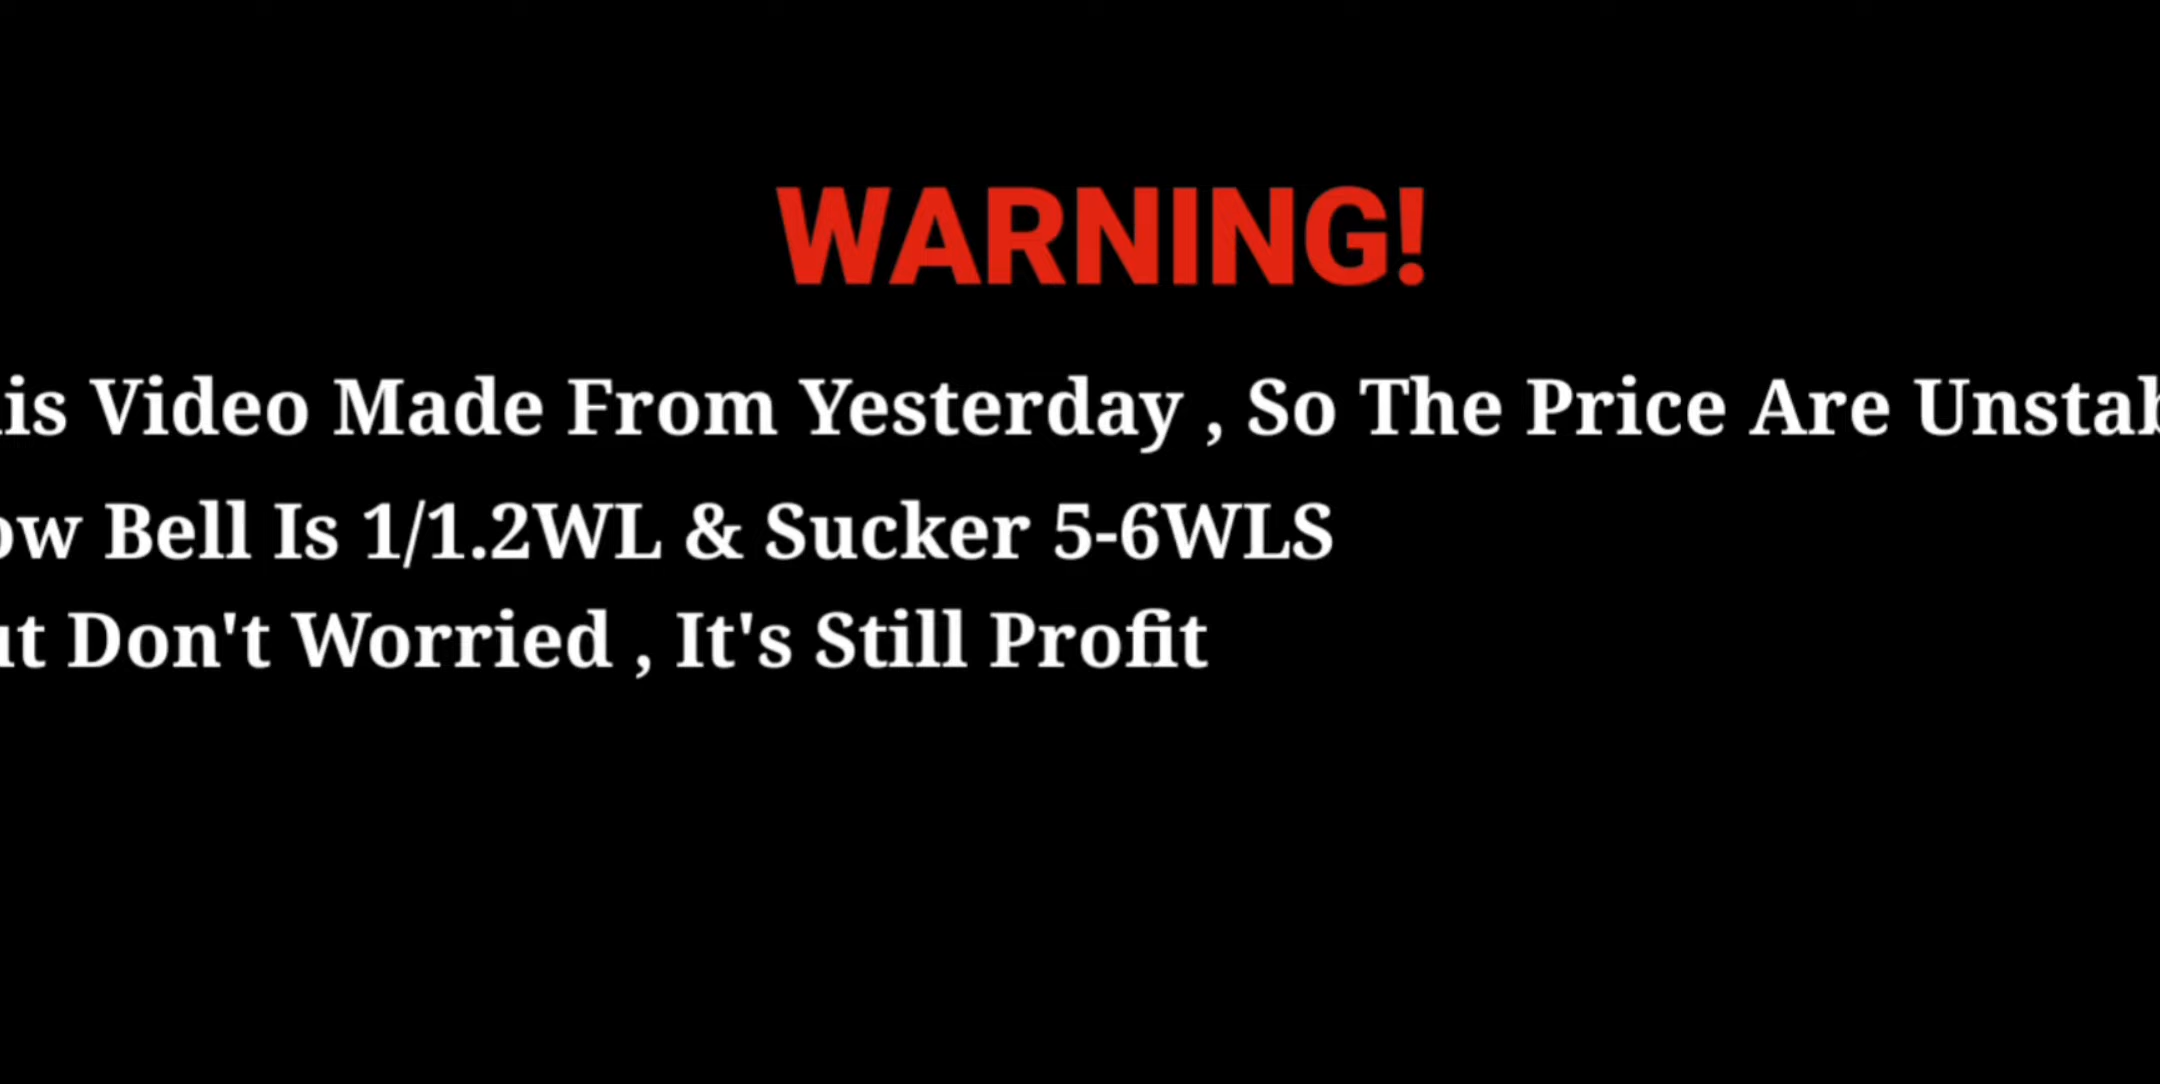 WARNING!
is Video Made From Yesterday , So The Price Are Unstab
ow Bell Is 1/1.2WL & Sucker 5-6WLS
ut Don't Worried , It's Still Profit